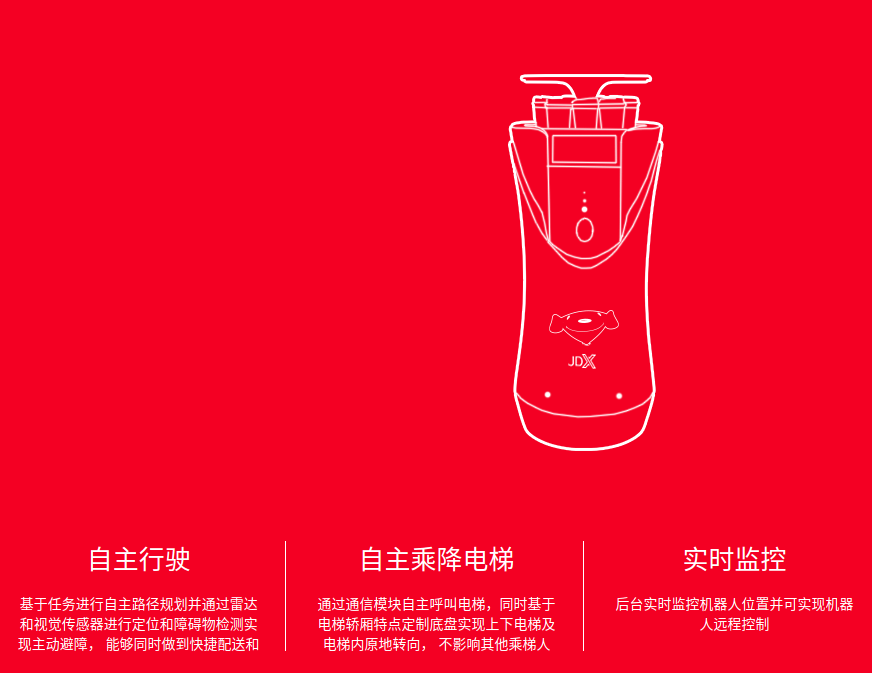 JDX
自主行驶
基于任务进行自主路径规划并通过雷达
和视觉传感器进行定位和障碍物检测实
现主动避障， 能够同时做到快捷配送和
自主乘降电梯
通过通信模块自主呼叫电梯，同时基于
电梯轿厢特点定制底盘实现上下电梯及
电梯内原地转向， 不影响其他乘梯人
实时监控
后台实时监控机器人位置并可实现机器
人远程控制